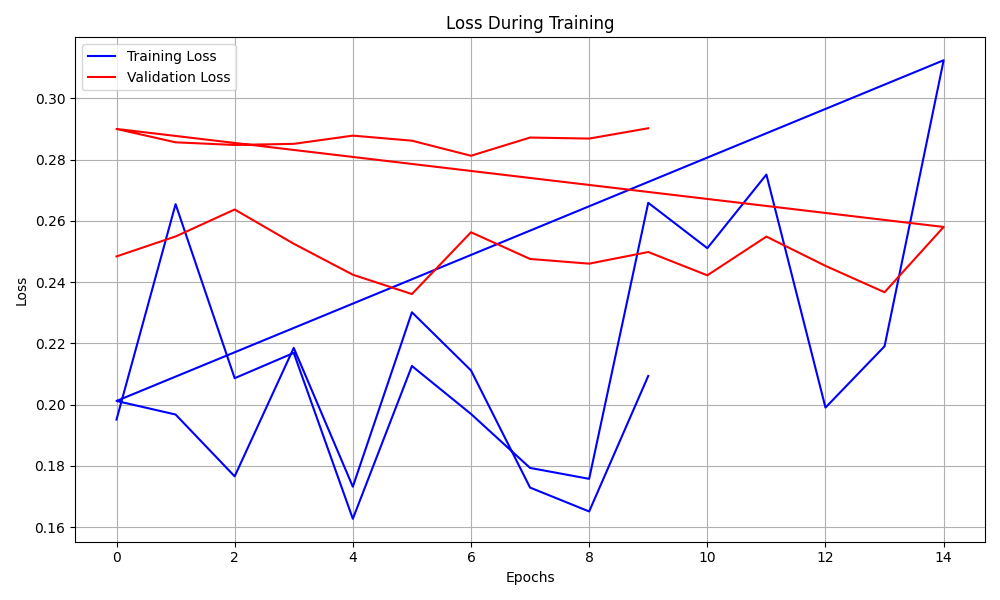 Loss During Training
Training Loss
Validation Loss
0.30
0.28
0.26
0.24
0.22
0.20
0.18
0.16
Loss
0 2 4 6 8 10 12 14
Epochs